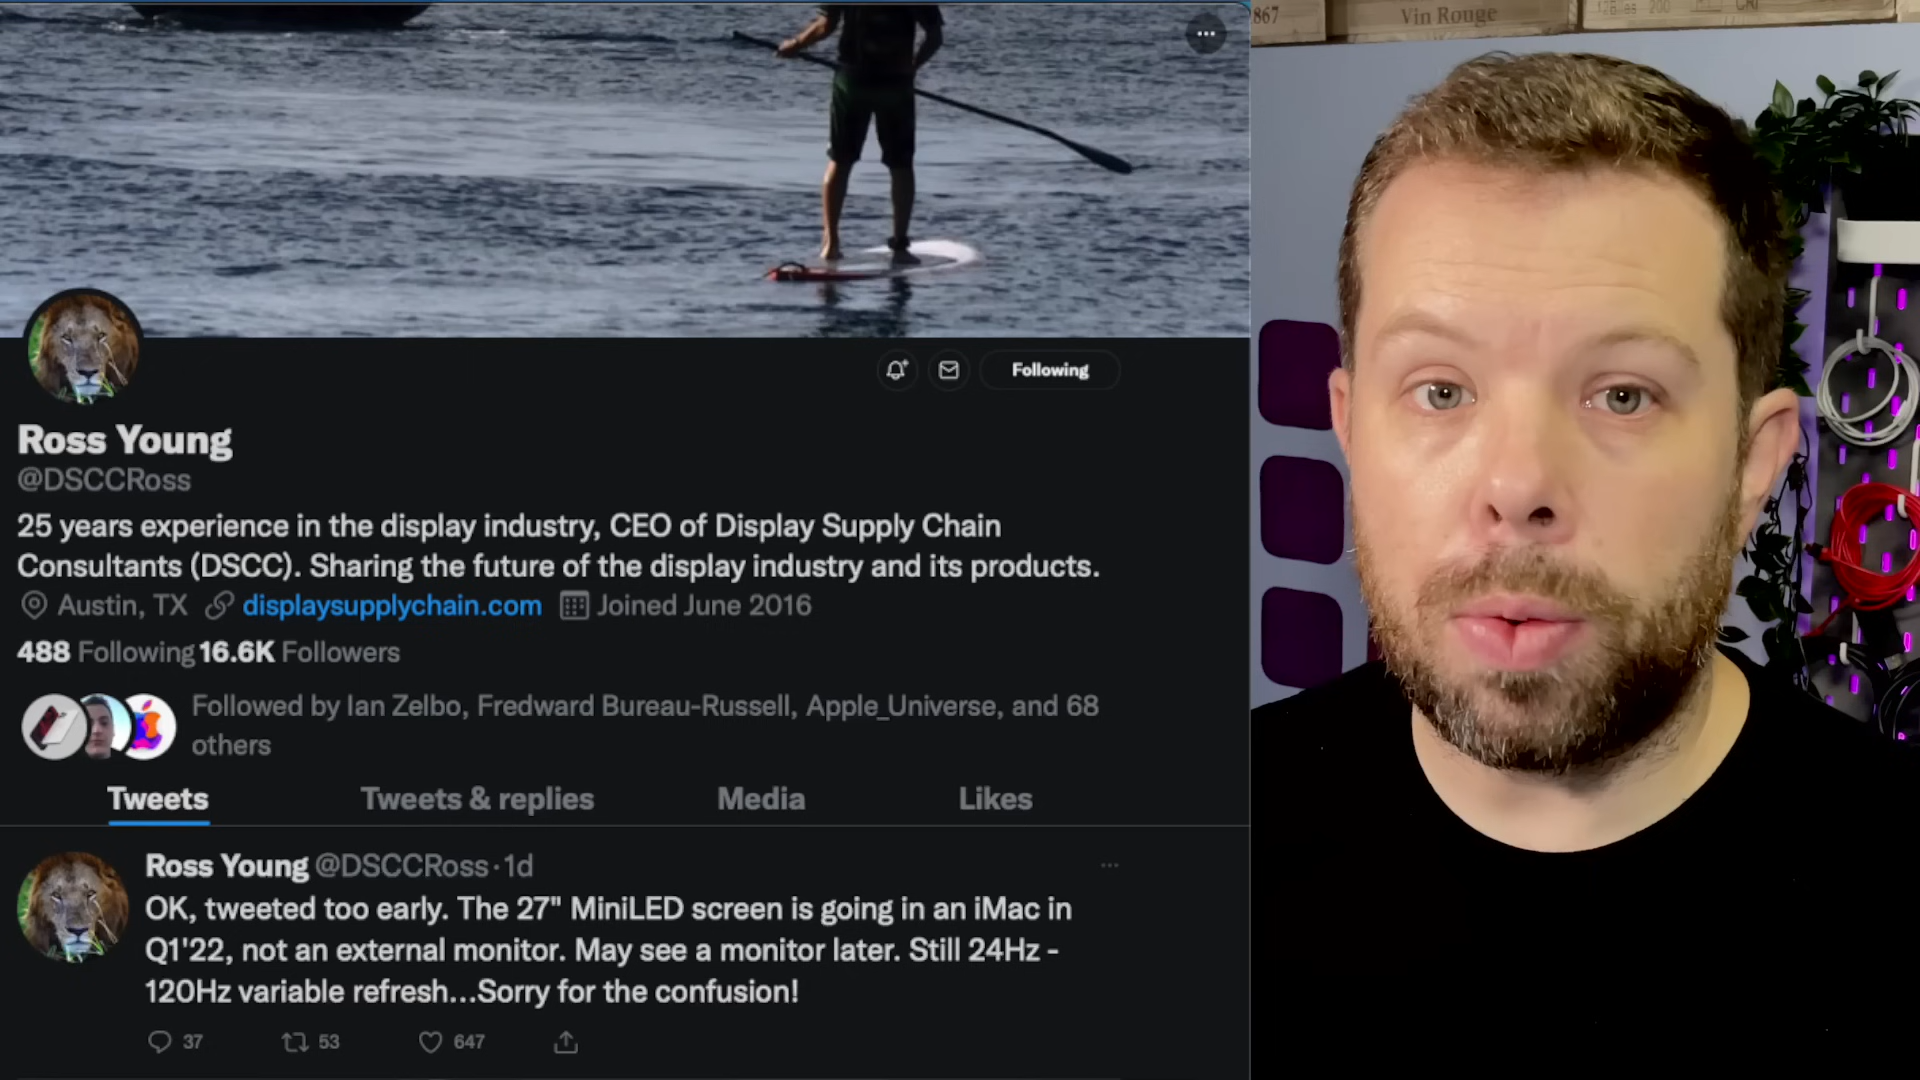 867
Vin Rouge
Following
Ross Young
@DSCCRoss
25 years experience in the display industry, CEO of Display Supply Chain
Consultants (DSCC). Sharing the future of the display industry and its products.
Austin, TX displaysupplychain.com Joined June 2016
488 Following 16.6K Followers
Followed by Ian Zelbo, Fredward Bureau-Russell, Apple_Universe, and 68
others
Tweets Tweets & replies Media Likes
Ross Young @DSCCRoss · 1d
OK, tweeted too early. The 27" MiniLED screen is going in an iMac in
Q1'22, not an external monitor. May see a monitor later. Still 24Hz -
120Hz variable refresh...Sorry for the confusion!
37 53 647